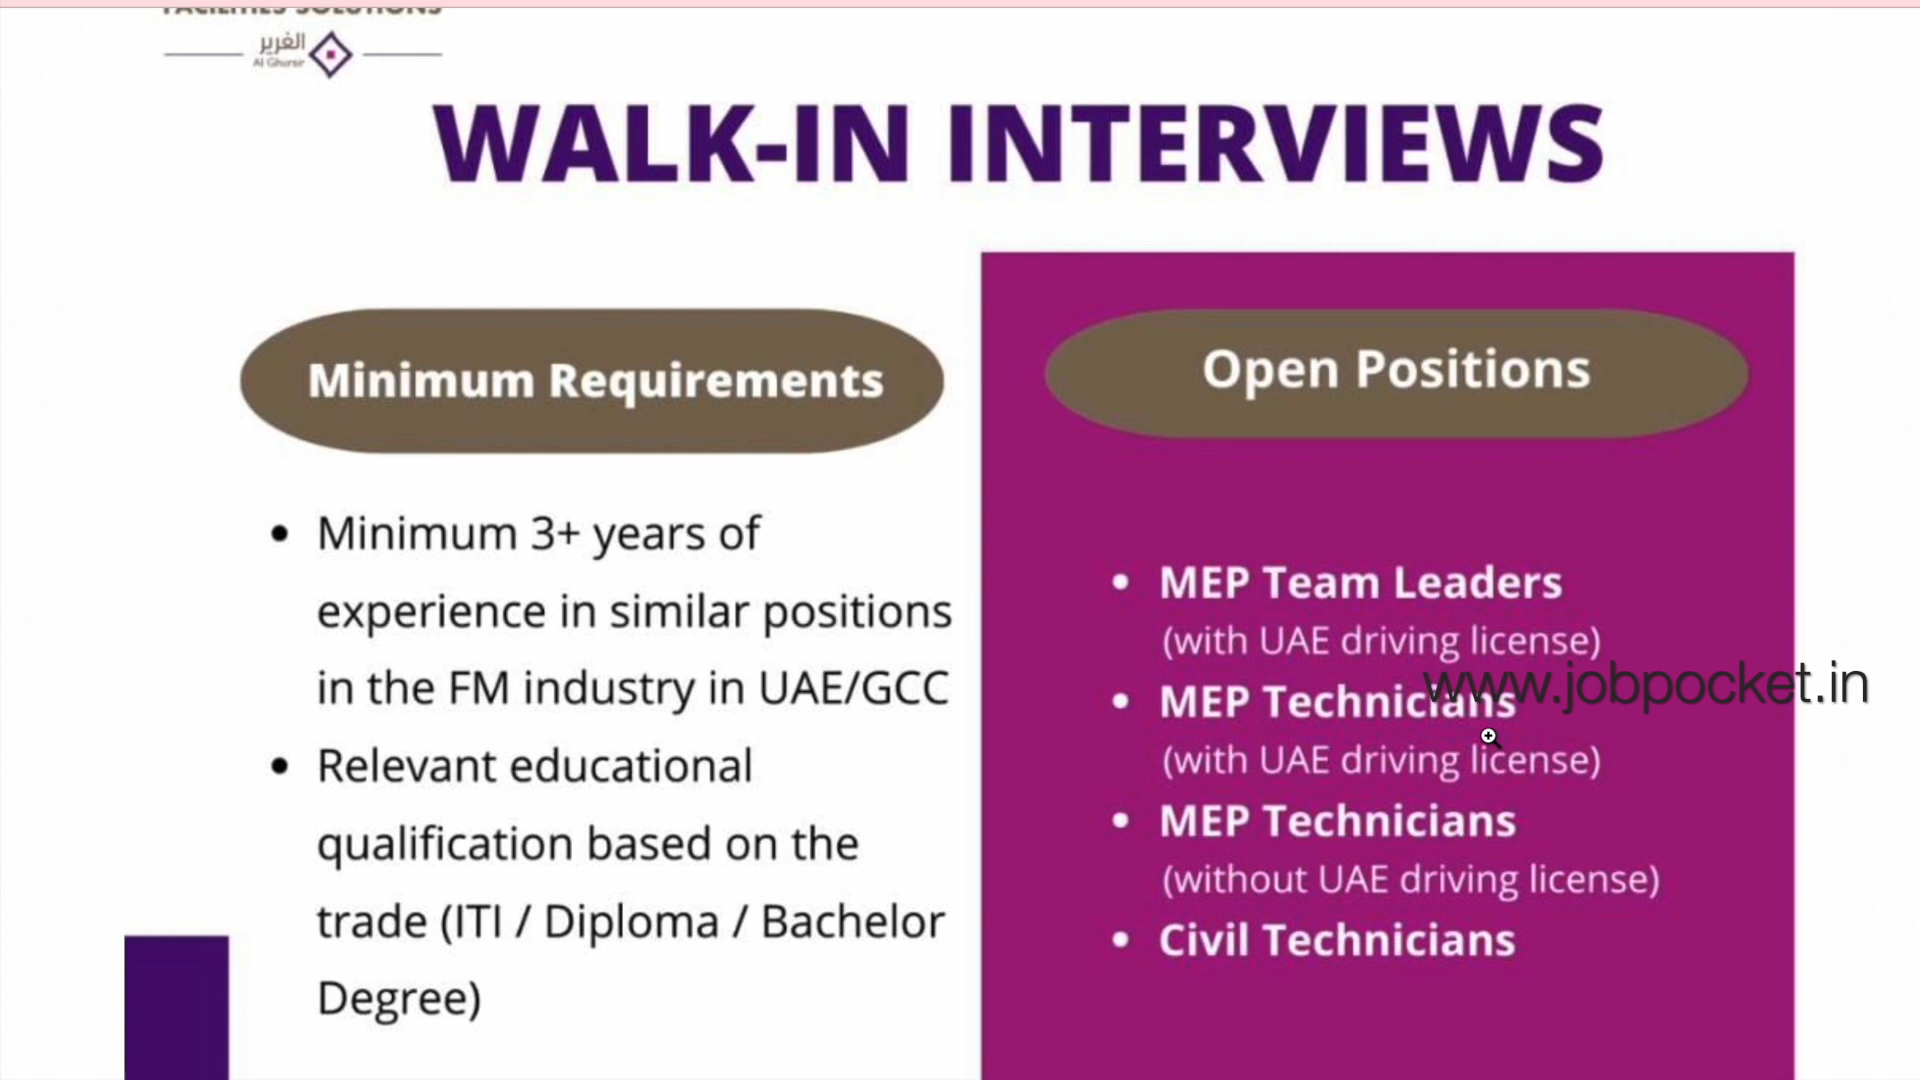 FACILITIES SOLUTIONS
الغرير
Al Ghurair
WALK-IN INTERVIEWS
Minimum Requirements
• Minimum 3+ years of
experience in similar positions
in the FM industry in UAE/GCC
• Relevant educational
qualification based on the
trade (ITI / Diploma / Bachelor
Degree)
Open Positions
• MEP Team Leaders
(with UAE driving license)
• MEP Technicians
(with UAE driving license)
• MEP Technicians
(without UAE driving license)
• Civil Technicians
www.jobpocket.in